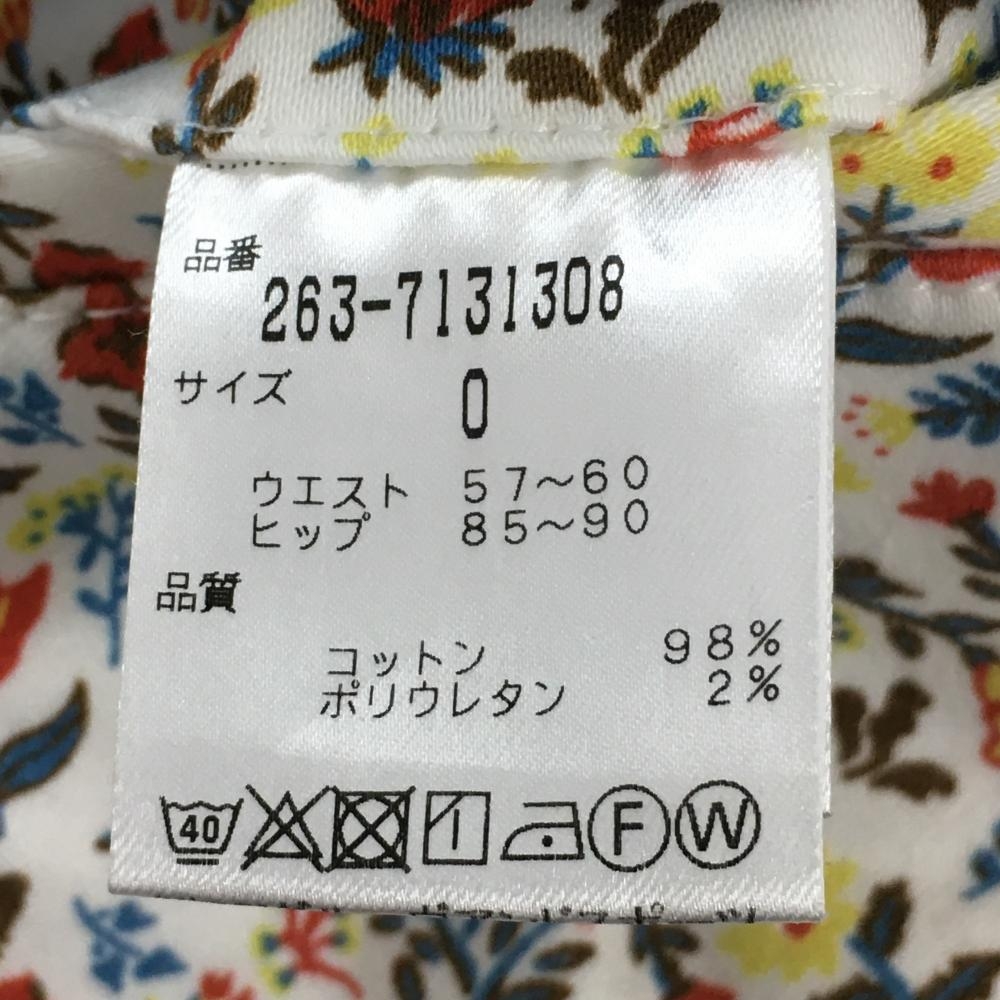 品番
263-7131308
サイズ 0
ウエスト 57～60
ヒップ 85～90
品質
コットン 98%
ポリウレタン 2%
40 F W